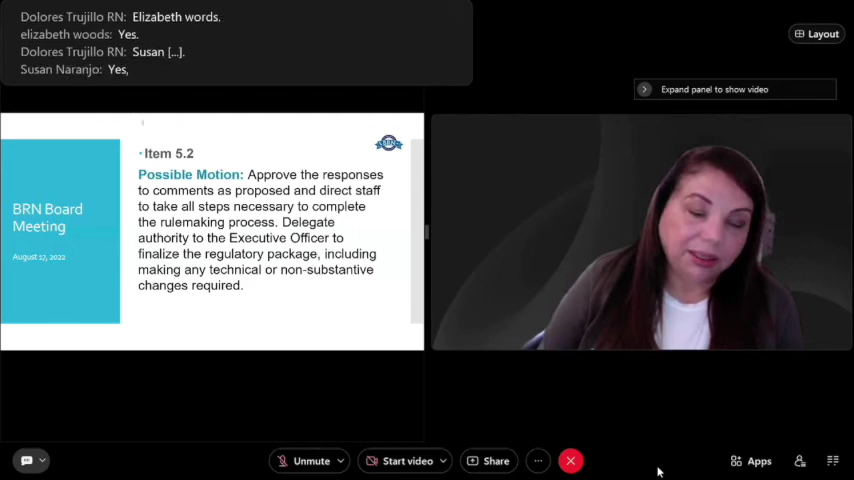 Dolores Trujillo RN: Elizabeth words.
elizabeth woods: Yes.
Dolores Trujillo RN: Susan [...].
Susan Naranjo: Yes,
Layout
Expand panel to show video
BRN Board
Meeting
August 17, 2022
BRN
•Item 5.2
Possible Motion: Approve the responses
to comments as proposed and direct staff
to take all steps necessary to complete
the rulemaking process. Delegate
authority to the Executive Officer to
finalize the regulatory package, including
making any technical or non-substantive
changes required.
Unmute
Start video
Share
Apps